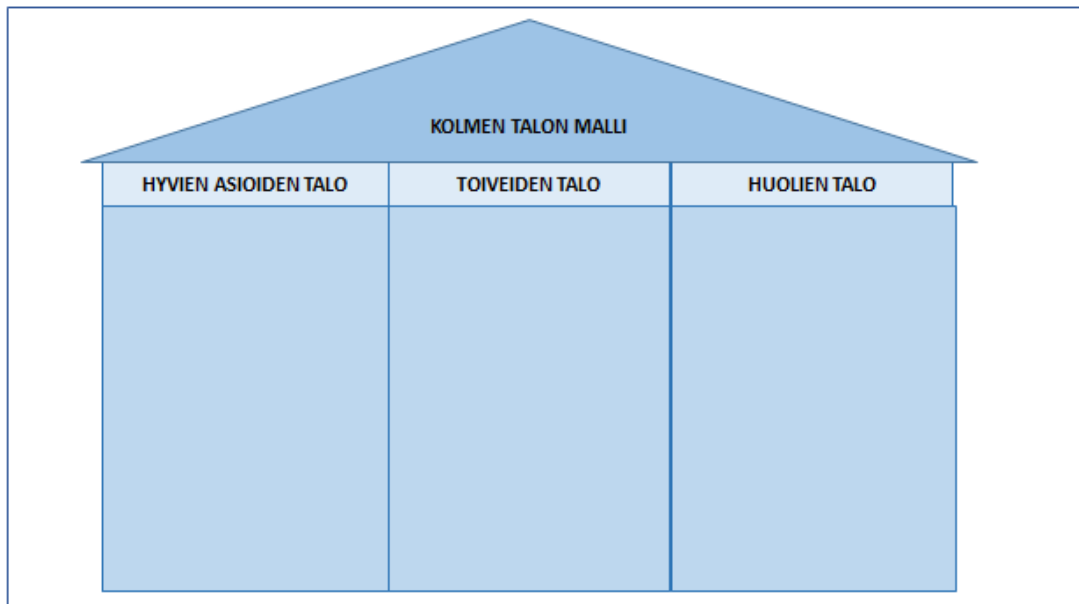 KOLMEN TALON MALLI
HYVIEN ASIOIDEN TALO
TOIVEIDEN TALO
HUOLIEN TALO